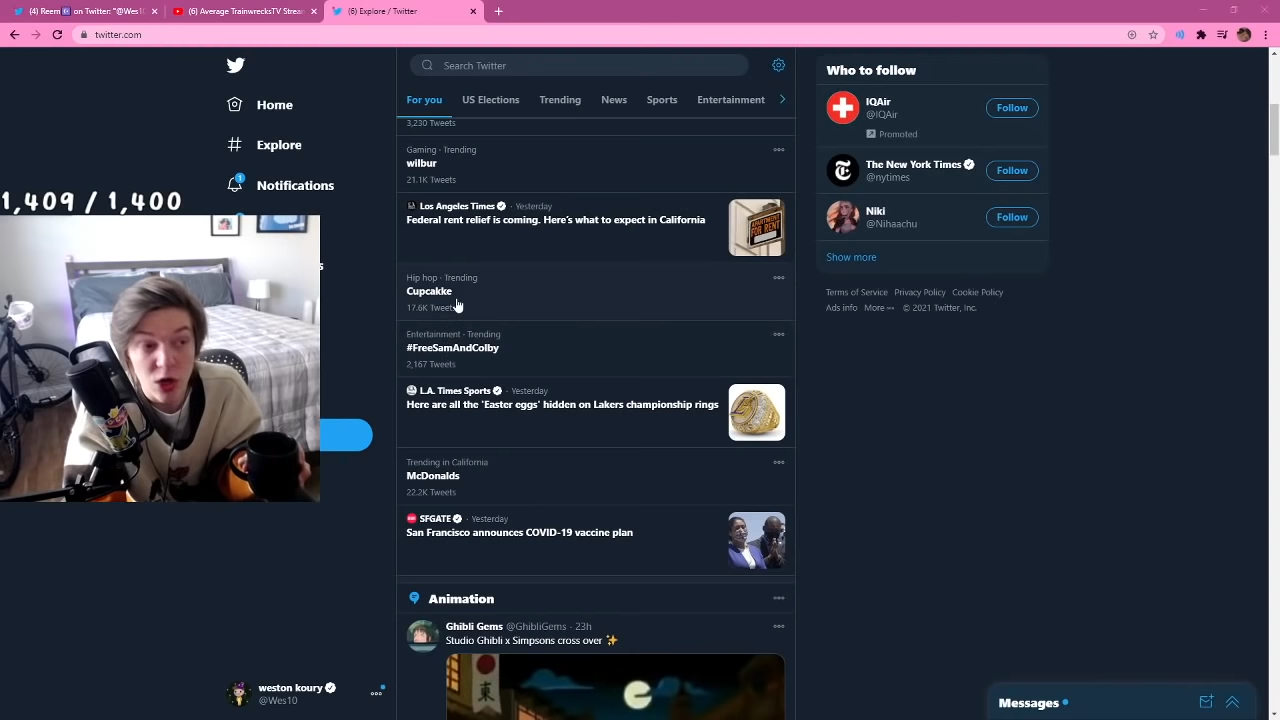 (4) Reem on Twitter: "@Wes1
(6) Average TrainwrecksTV Stream
(6) Explore / Twitter
twitter.com
Search Twitter
For you
US Elections
Trending
News
Sports
Entertainment
Home
Explore
Notifications
1
1,409 / 1,400
3,230 Tweets
Gaming · Trending
wilbur
21.1K Tweets
Los Angeles Times · Yesterday
Federal rent relief is coming. Here's what to expect in California
APARTMENT
FOR RENT
Hip hop · Trending
Cupcakke
17.6K Tweets
Entertainment · Trending
#FreeSamAndColby
2,167 Tweets
L.A. Times Sports · Yesterday
Here are all the 'Easter eggs' hidden on Lakers championship rings
Trending in California
McDonalds
22.2K Tweets
SFGATE · Yesterday
San Francisco announces COVID-19 vaccine plan
Animation
Ghibli Gems @GhibliGems · 23h
Studio Ghibli x Simpsons cross over ✨
東
Who to follow
IQAir
@IQAir
Follow
Promoted
The New York Times
@nytimes
Follow
Niki
@Nihaachu
Follow
Show more
Terms of Service Privacy Policy Cookie Policy
Ads info More ··· © 2021 Twitter, Inc.
weston koury
@Wes10
Messages